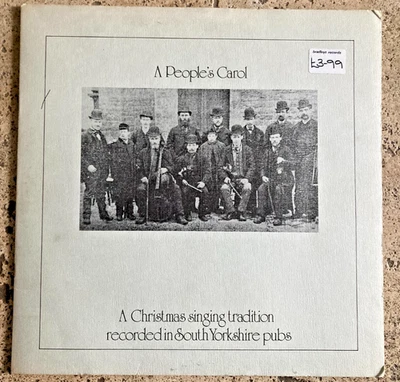 A People's Carol
£3-99
A Christmas singing tradition
recorded in South Yorkshire pubs